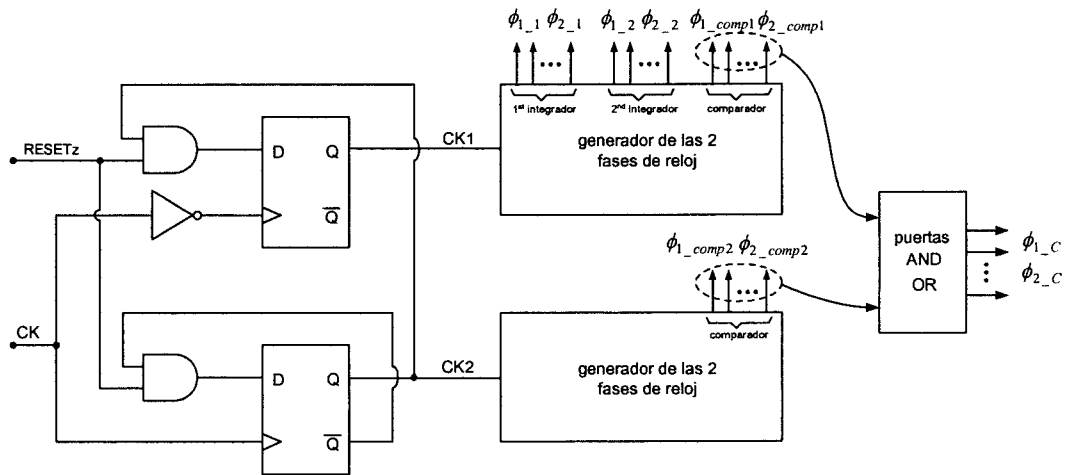 ϕ1_1 ϕ2_1 ϕ1_2 ϕ2_2 ϕ1_comp1 ϕ2_comp1
1st integrador 2nd Integrador comparador
generador de las 2
fases de reloj
RESETz
D Q
Q̅
CK1
ϕ1_comp2 ϕ2_comp2
comparador
puertas
AND
OR
ϕ1_C
ϕ2_C
CK
D Q
Q̅
CK2
generador de las 2
fases de reloj